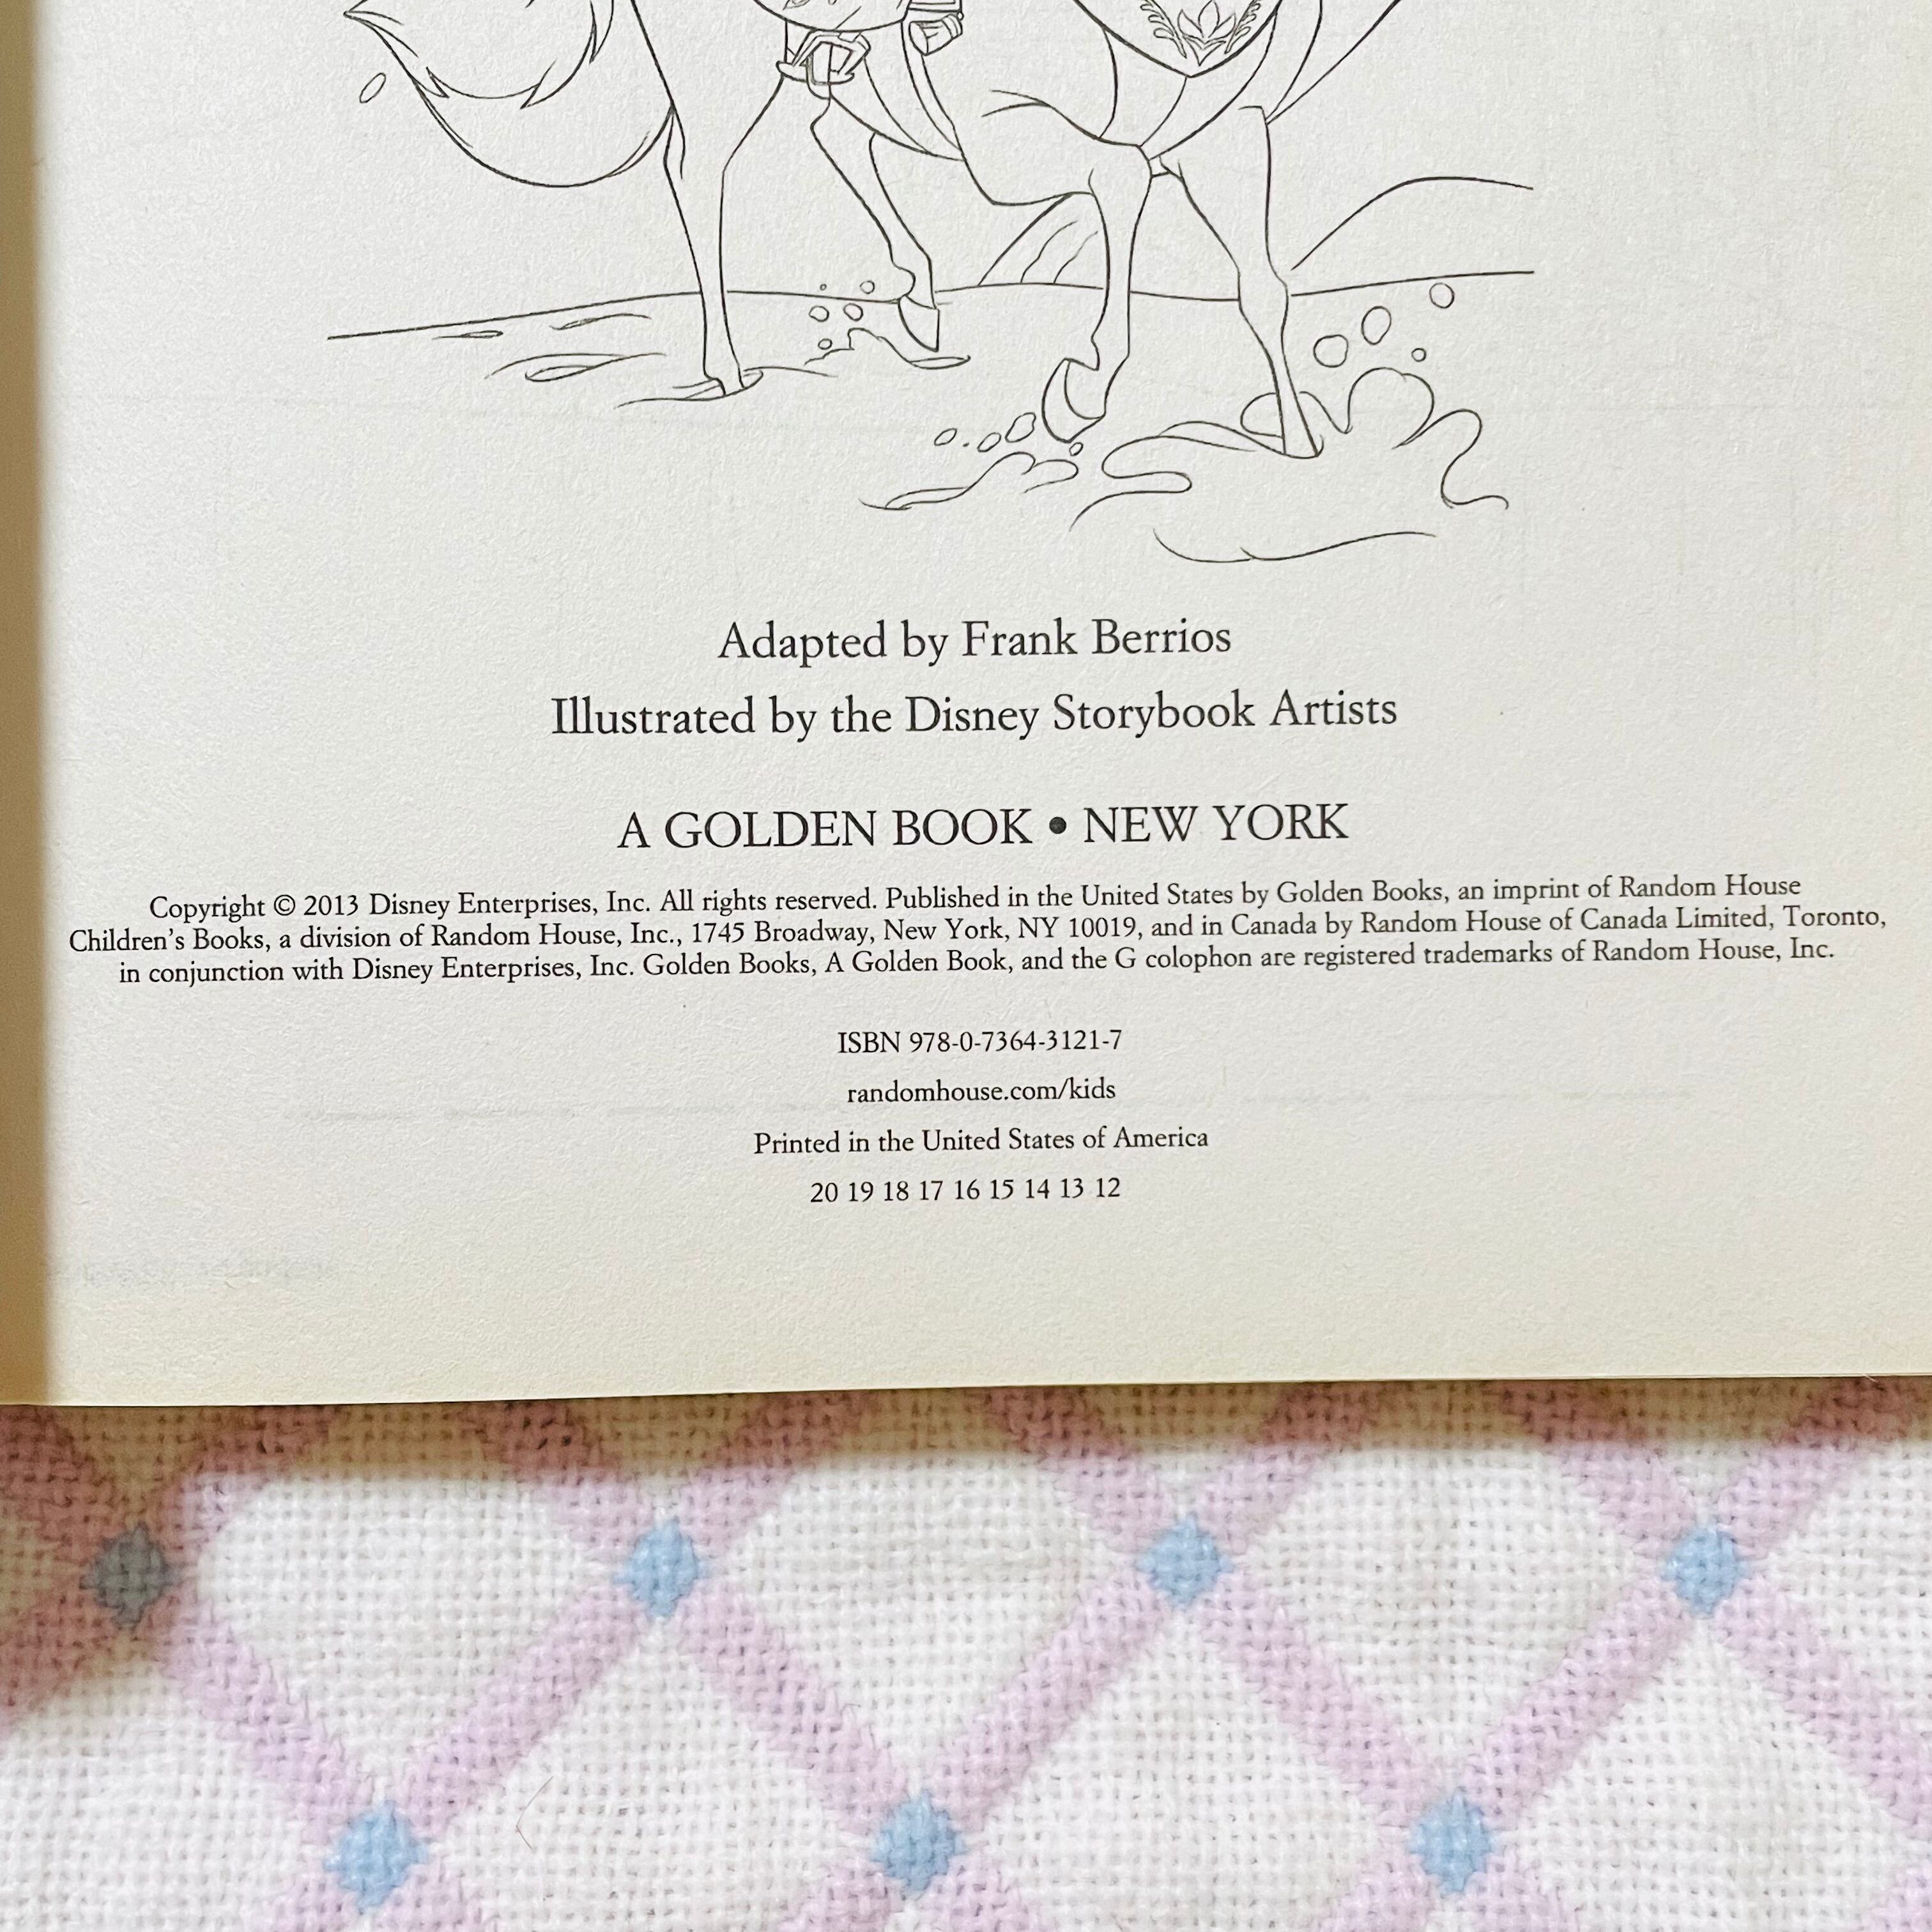 Adapted by Frank Berrios
Illustrated by the Disney Storybook Artists
A GOLDEN BOOK • NEW YORK
Copyright © 2013 Disney Enterprises, Inc. All rights reserved. Published in the United States by Golden Books, an imprint of Random House
Children's Books, a division of Random House, Inc., 1745 Broadway, New York, NY 10019, and in Canada by Random House of Canada Limited, Toronto,
in conjunction with Disney Enterprises, Inc. Golden Books, A Golden Book, and the G colophon are registered trademarks of Random House, Inc.
ISBN 978-0-7364-3121-7
randomhouse.com/kids
Printed in the United States of America
20 19 18 17 16 15 14 13 12